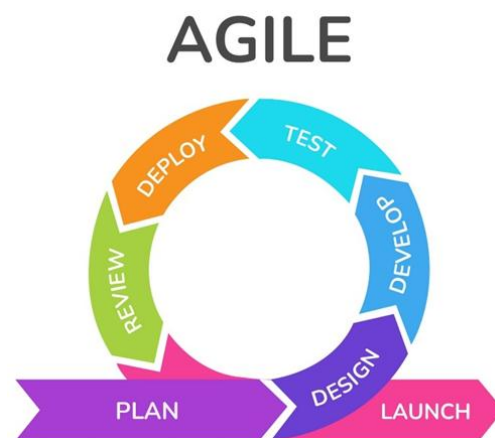 AGILE
PLAN
DESIGN
DEVELOP
TEST
DEPLOY
REVIEW
LAUNCH